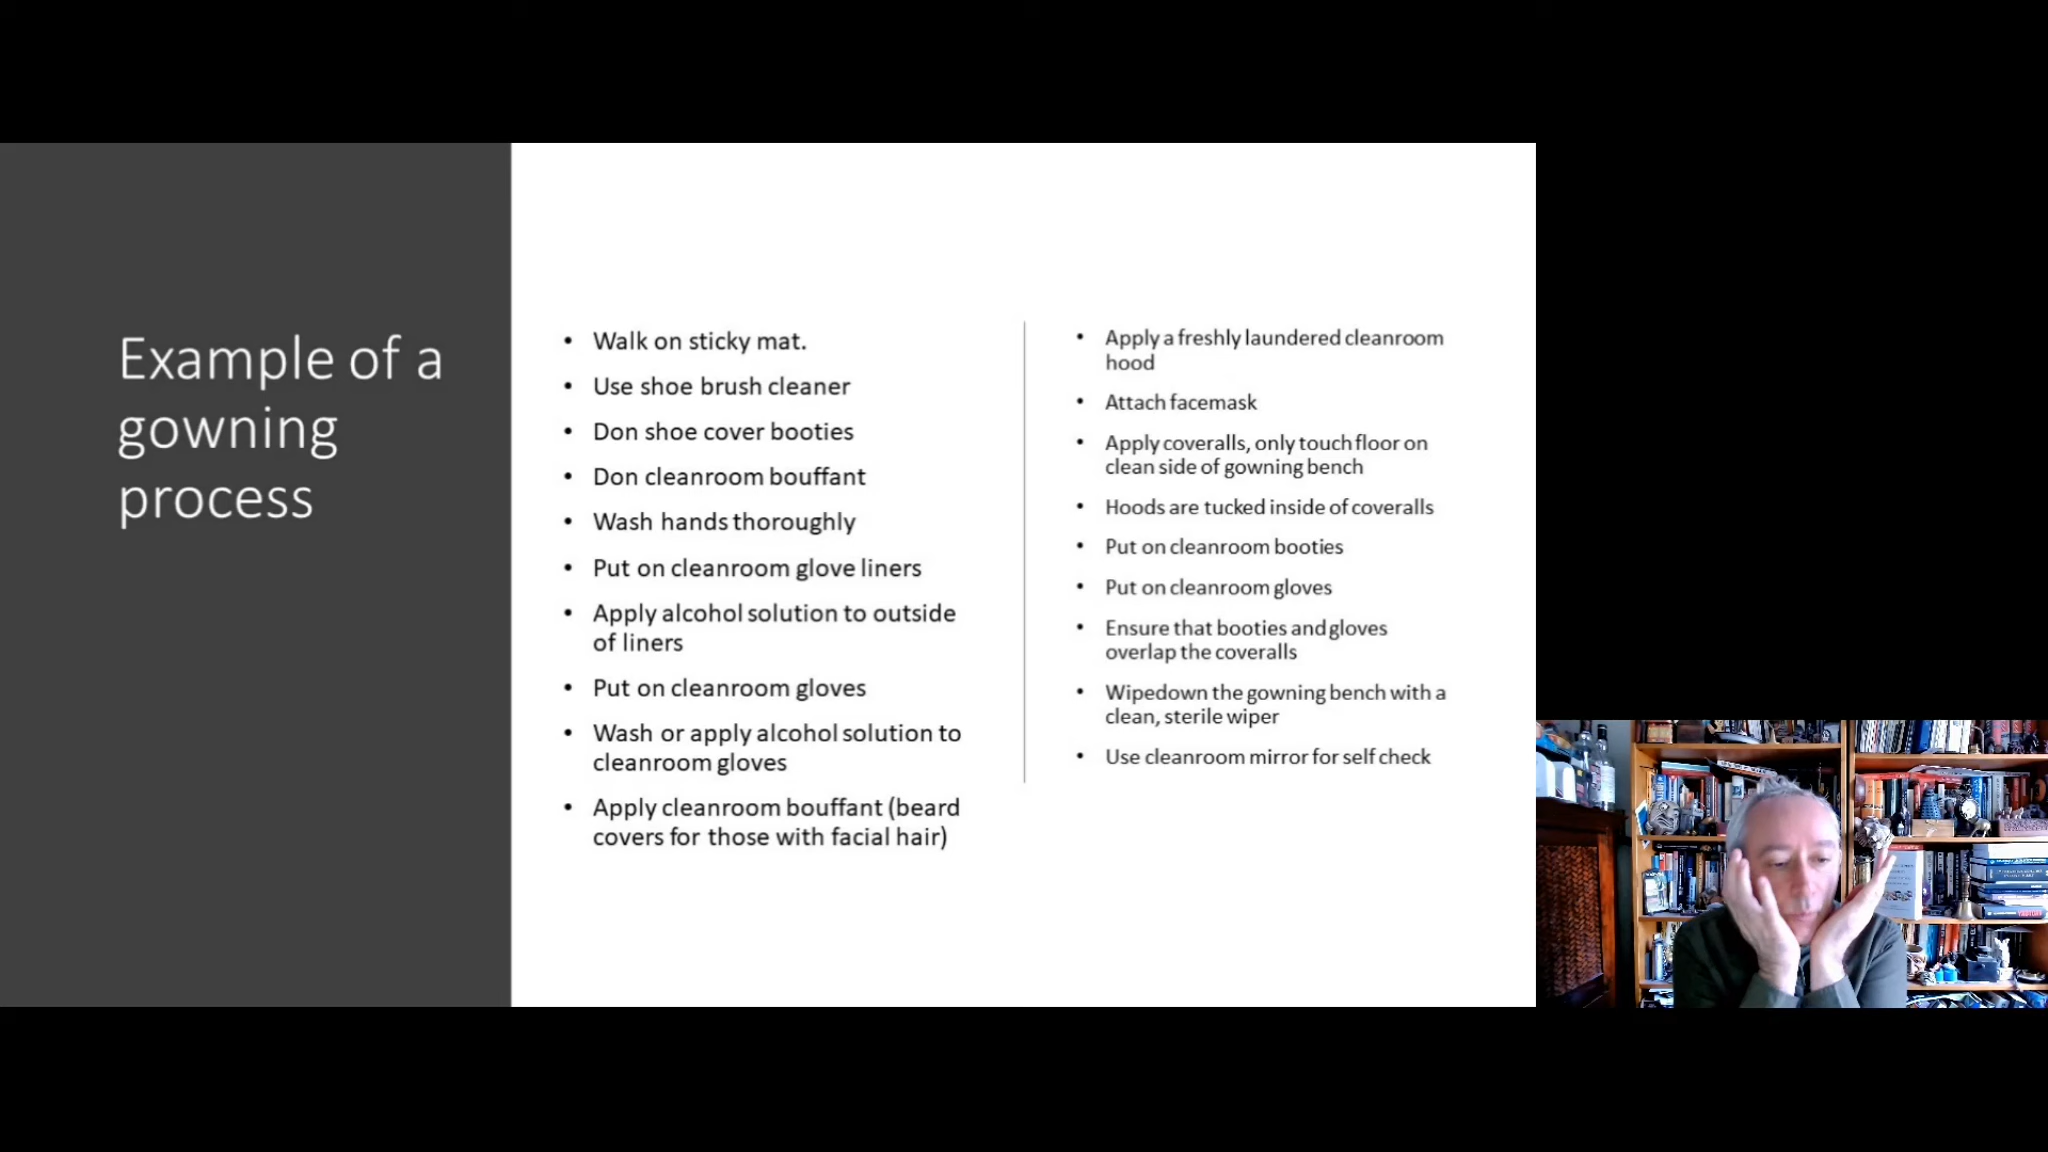 Example of a
gowning
process
• Walk on sticky mat.
• Use shoe brush cleaner
• Don shoe cover booties
• Don cleanroom bouffant
• Wash hands thoroughly
• Put on cleanroom glove liners
• Apply alcohol solution to outside
of liners
• Put on cleanroom gloves
• Wash or apply alcohol solution to
cleanroom gloves
• Apply cleanroom bouffant (beard
covers for those with facial hair)
• Apply a freshly laundered cleanroom
hood
• Attach facemask
• Apply coveralls, only touch floor on
clean side of gowning bench
• Hoods are tucked inside of coveralls
• Put on cleanroom booties
• Put on cleanroom gloves
• Ensure that booties and gloves
overlap the coveralls
• Wipedown the gowning bench with a
clean, sterile wiper
• Use cleanroom mirror for self check